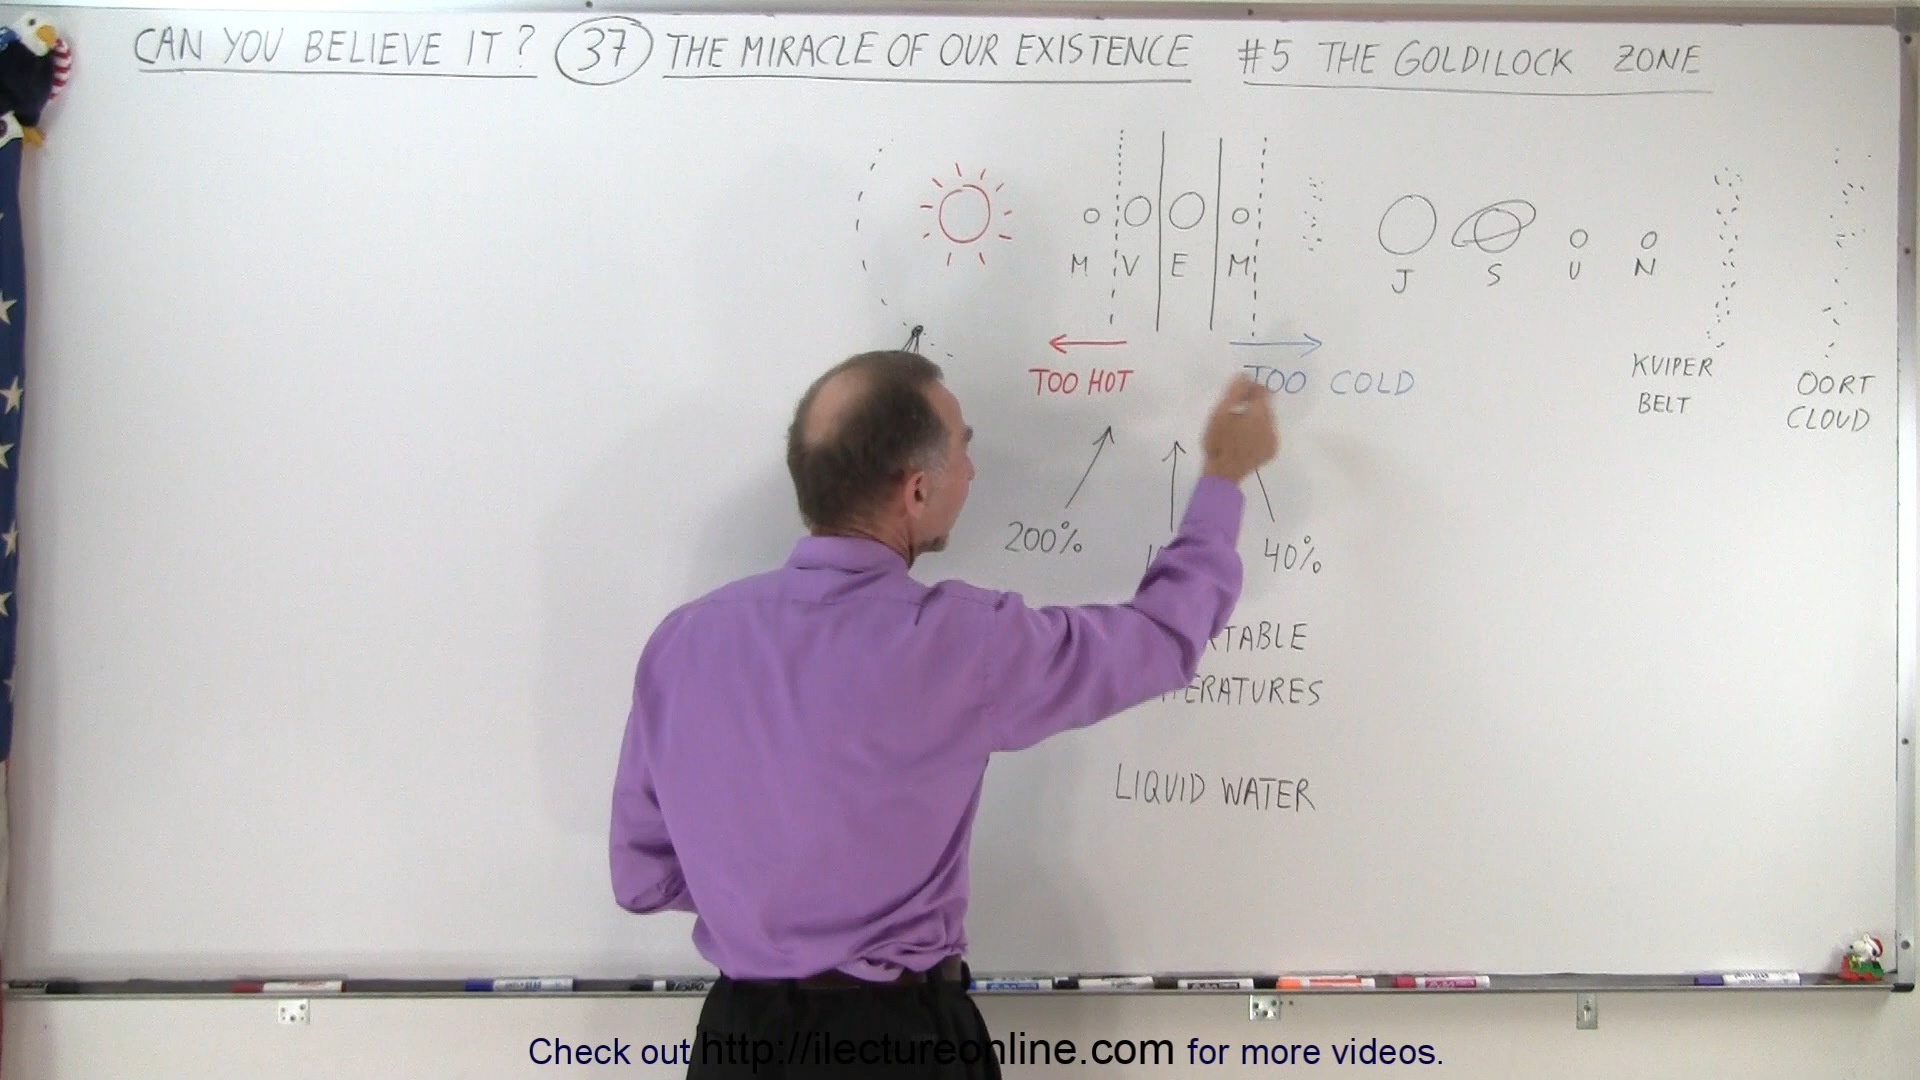 CAN YOU BELIEVE IT? 37 THE MIRACLE OF OUR EXISTENCE #5 THE GOLDILOCK ZONE
M V E M J S U N
TOO HOT TOO COLD
KUIPER BELT
OORT CLOUD
200% 40%
LIQUID WATER
EXPO
Check out http://ilectureonline.com for more videos.